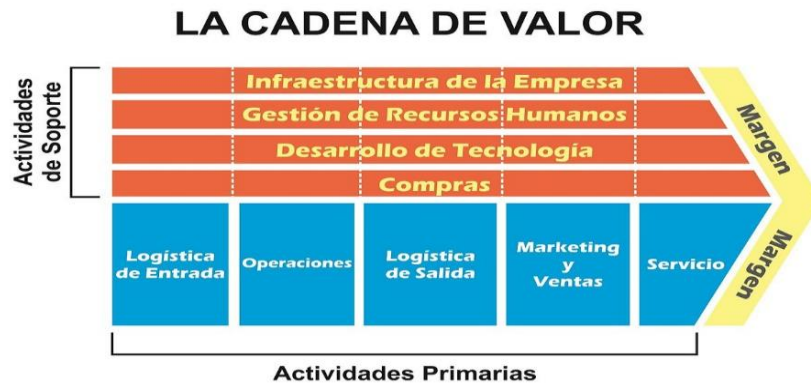 LA CADENA DE VALOR
Actividades
de Soporte
Infraestructura de la Empresa
Gestión de Recursos Humanos
Desarrollo de Tecnología
Compras
Margen
Logística
de Entrada
Operaciones
Logística
de Salida
Marketing
y
Ventas
Servicio
Margen
Actividades Primarias